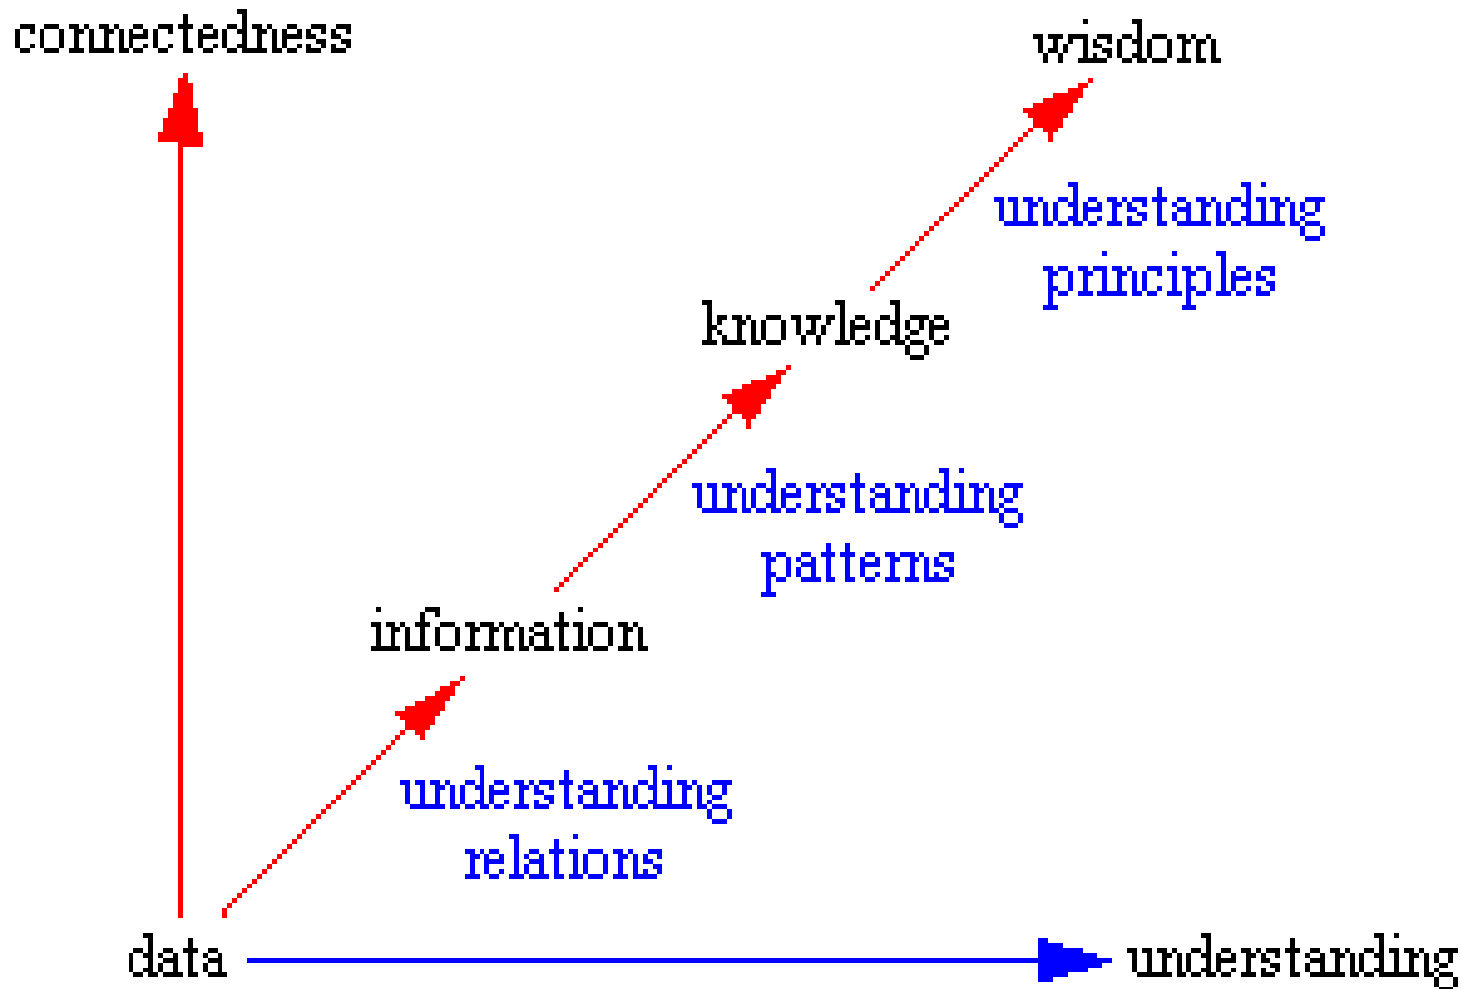 connectedness
wisdom
understanding
principles
knowledge
understanding
patterns
information
understanding
relations
data
understanding